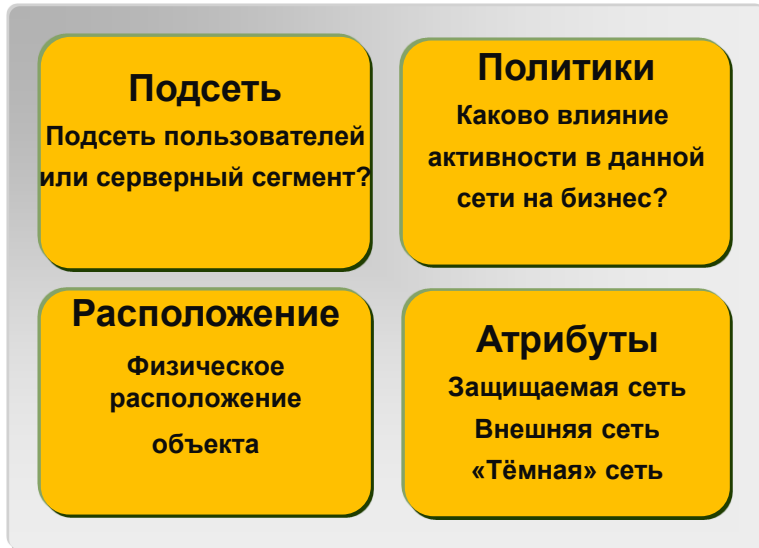 Подсеть
Подсеть пользователей
или серверный сегмент?
Политики
Каково влияние
активности в данной
сети на бизнес?
Расположение
Физическое
расположение
объекта
Атрибуты
Защищаемая сеть
Внешняя сеть
«Тёмная» сеть